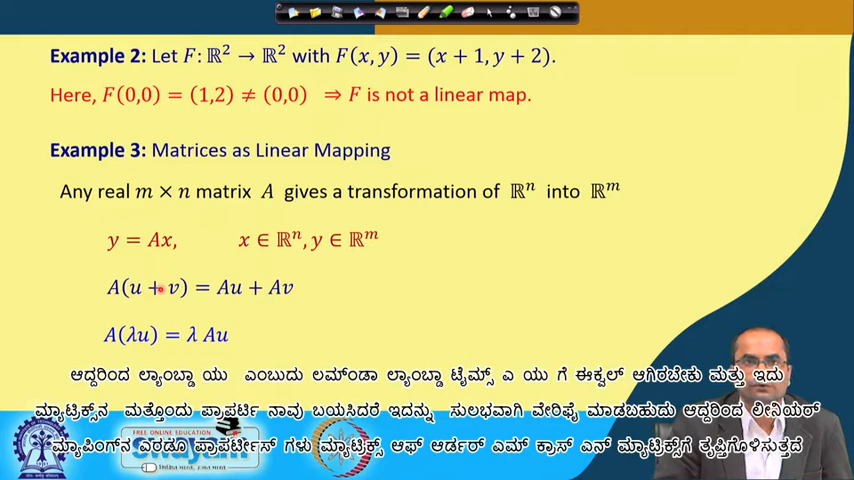 Example 2: Let F: ℝ² → ℝ² with F(x, y) = (x + 1, y + 2).
Here, F(0,0) = (1,2) ≠ (0,0) ⇒ F is not a linear map.
Example 3: Matrices as Linear Mapping
Any real m × n matrix A gives a transformation of ℝⁿ into ℝᵐ
y = Ax, x ∈ ℝⁿ, y ∈ ℝᵐ
A(u + v) = Au + Av
A(λu) = λ Au
ಆದ್ದರಿಂದ ಲ್ಯಾಂಬ್ಡಾ ಯು ಎಂಬುದು ಲಮ್ಂಡಾ ಲ್ಯಾಂಬ್ಡಾ ಟೈಮ್ಸ್ ಎ ಯು ಗೆ ಈಕ್ವಲ್ ಆಗಿರಬೇಕು ಮತ್ತು ಇದು
ಮ್ಯಾಟ್ರಿಕ್ಸ್‌ನ ಮತ್ತೊಂದು ಪ್ರಾಪರ್ಟಿ ನಾವು ಬಯಸಿದರೆ ಇದನ್ನು ಸುಲಭವಾಗಿ ವೇರಿಫೈ ಮಾಡಬಹುದು ಆದ್ದರಿಂದ ಲೀನಿಯರ್
ಮ್ಯಾಪಿಂಗ್‌ನ ಎರಡೂ ಪ್ರಾಪರ್ಟೀಸ್ ಗಳು ಮ್ಯಾಟ್ರಿಕ್ಸ್ ಆಫ್ ಆರ್ಡರ್ ಎಮ್ ಕ್ರಾಸ್ ಎನ್ ಮ್ಯಾಟ್ರಿಕ್ಸ್‌ಗೆ ತೃಪ್ತಿಗೊಳಿಸುತ್ತದೆ
FREE ONLINE EDUCATION
swayam